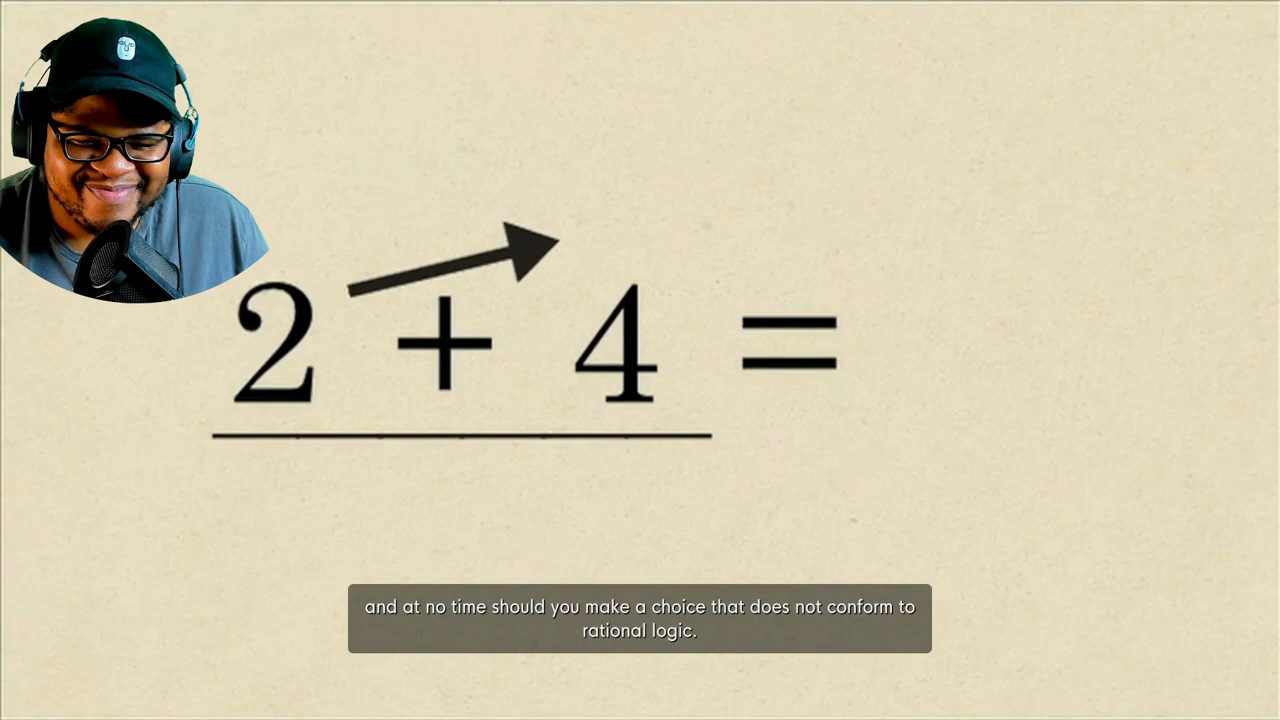 2 + 4 =
and at no time should you make a choice that does not conform to
rational logic.